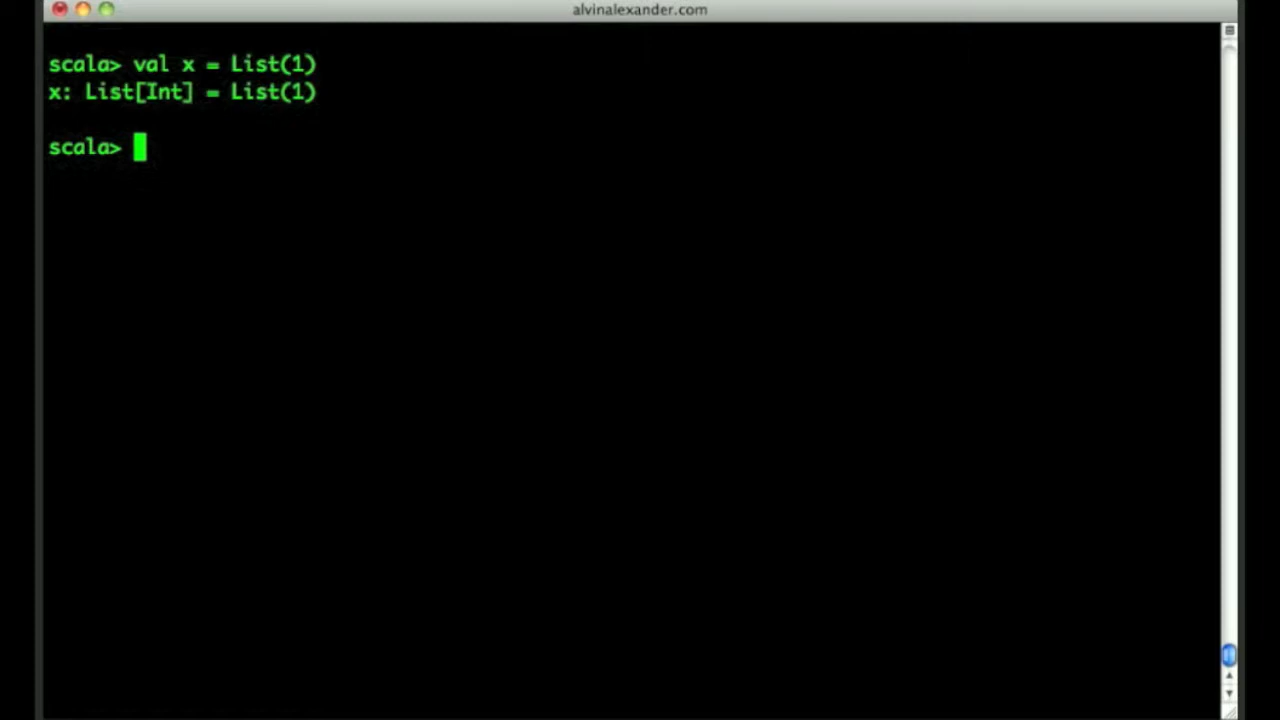 alvinalexander.com
scala> val x = List(1)
x: List[Int] = List(1)
scala>